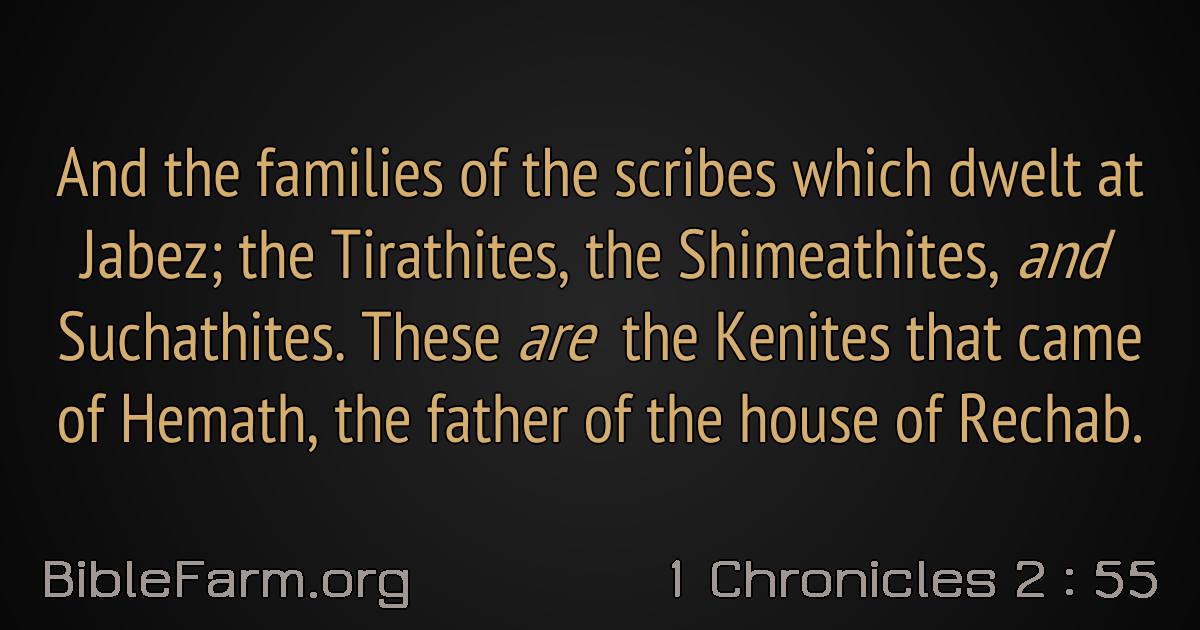 And the families of the scribes which dwelt at
Jabez; the Tirathites, the Shimeathites, and
Suchathites. These are the Kenites that came
of Hemath, the father of the house of Rechab.
BibleFarm.org
1 Chronicles 2 : 55